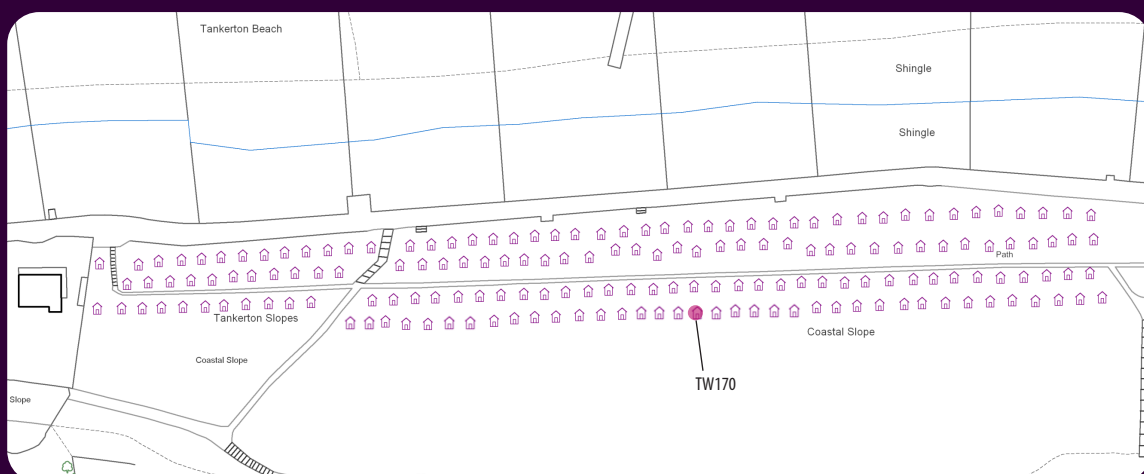 Tankerton Beach
Shingle
Shingle
Path
Tankerton Slopes
Coastal Slope
Coastal Slope
TW170
Slope